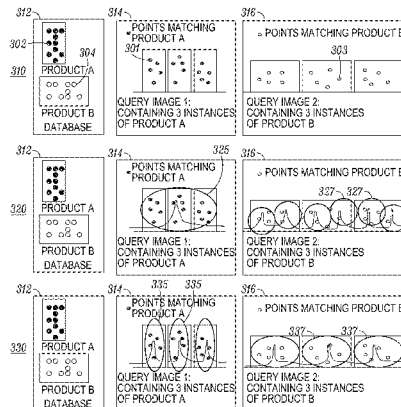 312
302
304
310
PRODUCT A
PRODUCT B
DATABASE
314
POINTS MATCHING
PRODUCT A
301
QUERY IMAGE 1:
CONTAINING 3 INSTANCES
OF PRODUCT A
316
POINTS MATCHING PRODUCT B
303
QUERY IMAGE 2:
CONTAINING 3 INSTANCES
OF PRODUCT B
312
320
PRODUCT A
PRODUCT B
DATABASE
314
POINTS MATCHING
PRODUCT A
325
QUERY IMAGE 1:
CONTAINING 3 INSTANCES
OF PRODUCT A
316
POINTS MATCHING PRODUCT B
327 327
QUERY IMAGE 2:
CONTAINING 3 INSTANCES
OF PRODUCT B
312
330
PRODUCT A
PRODUCT B
DATABASE
314
335 335
POINTS MATCHING
PRODUCT A
QUERY IMAGE 1:
CONTAINING 3 INSTANCES
OF PRODUCT A
316
POINTS MATCHING PRODUCT B
337 337
QUERY IMAGE 2:
CONTAINING 3 INSTANCES
OF PRODUCT B